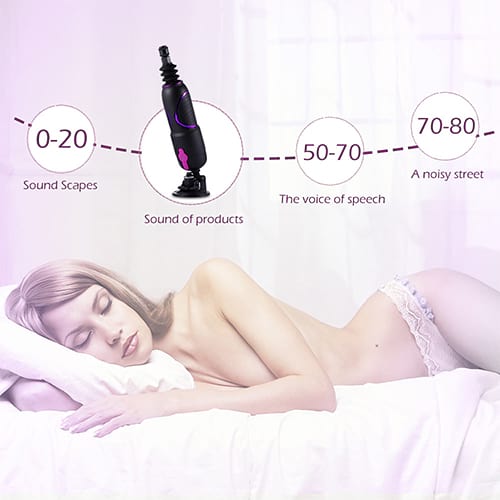 0-20
Sound Scapes
Sound of products
50-70
The voice of speech
70-80
A noisy street